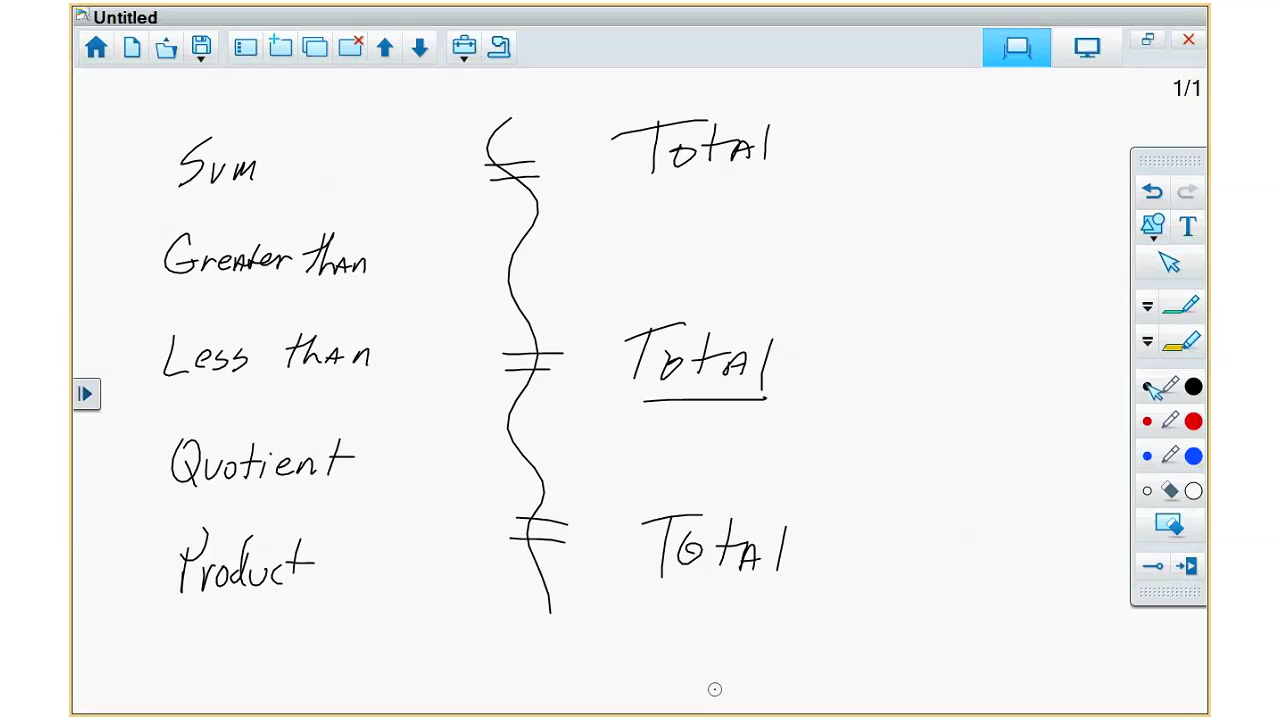 Untitled
1/1
Sum
Total
Greater than
Less than
Total
Quotient
Product
Total
T